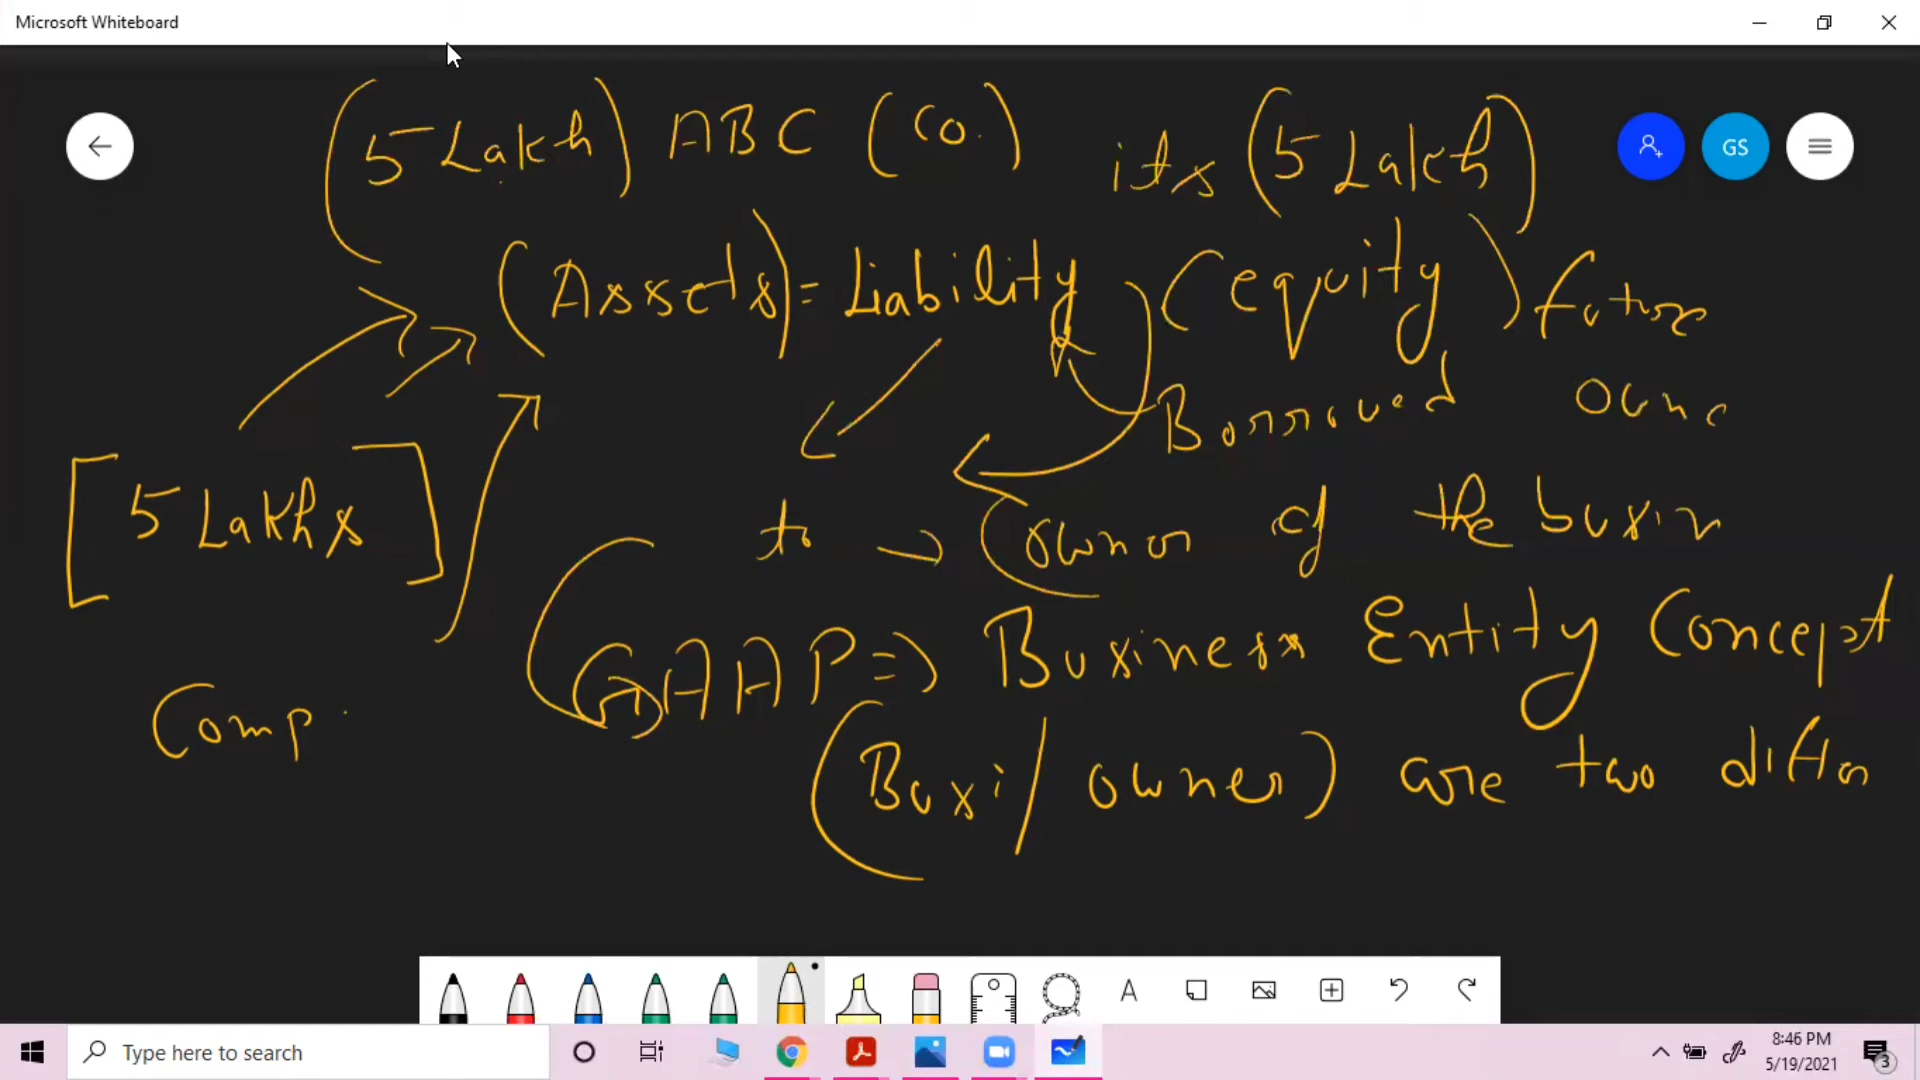 Microsoft Whiteboard
(5 Lakh) ABC (Co.) its (5 Lakh)
GS
(Assets) = Liability (equity) future
Borrowed owne
[5 Lakhs]
to → (owner of the busin
GAAP => Business Entity Concept
Comp
(Busi / owner) are two differ
A
Type here to search
8:46 PM
5/19/2021
3